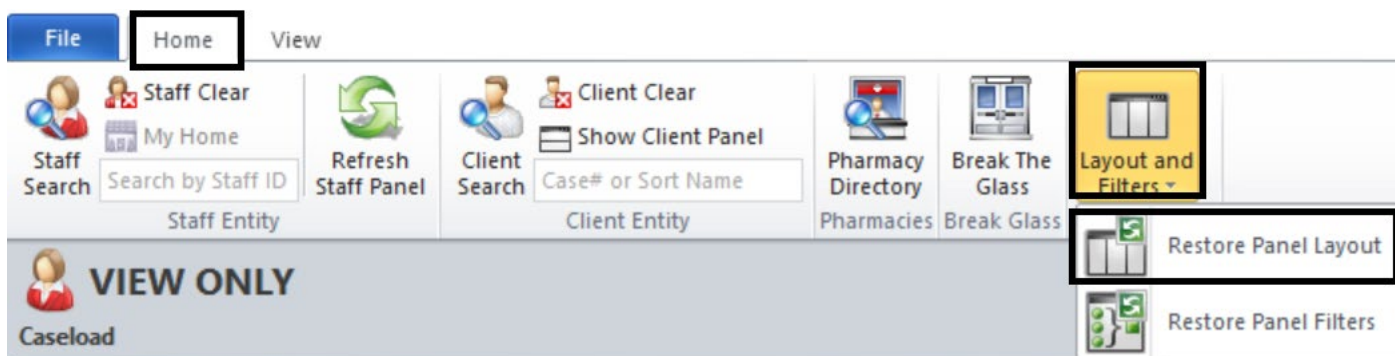 File Home View
Staff Search
Staff Clear
My Home
Search by Staff ID
Refresh Staff Panel
Staff Entity
Client Search
Client Clear
Show Client Panel
Case# or Sort Name
Client Entity
Pharmacy Directory
Pharmacies
Break The Glass
Break Glass
Layout and Filters
Restore Panel Layout
Restore Panel Filters
VIEW ONLY
Caseload